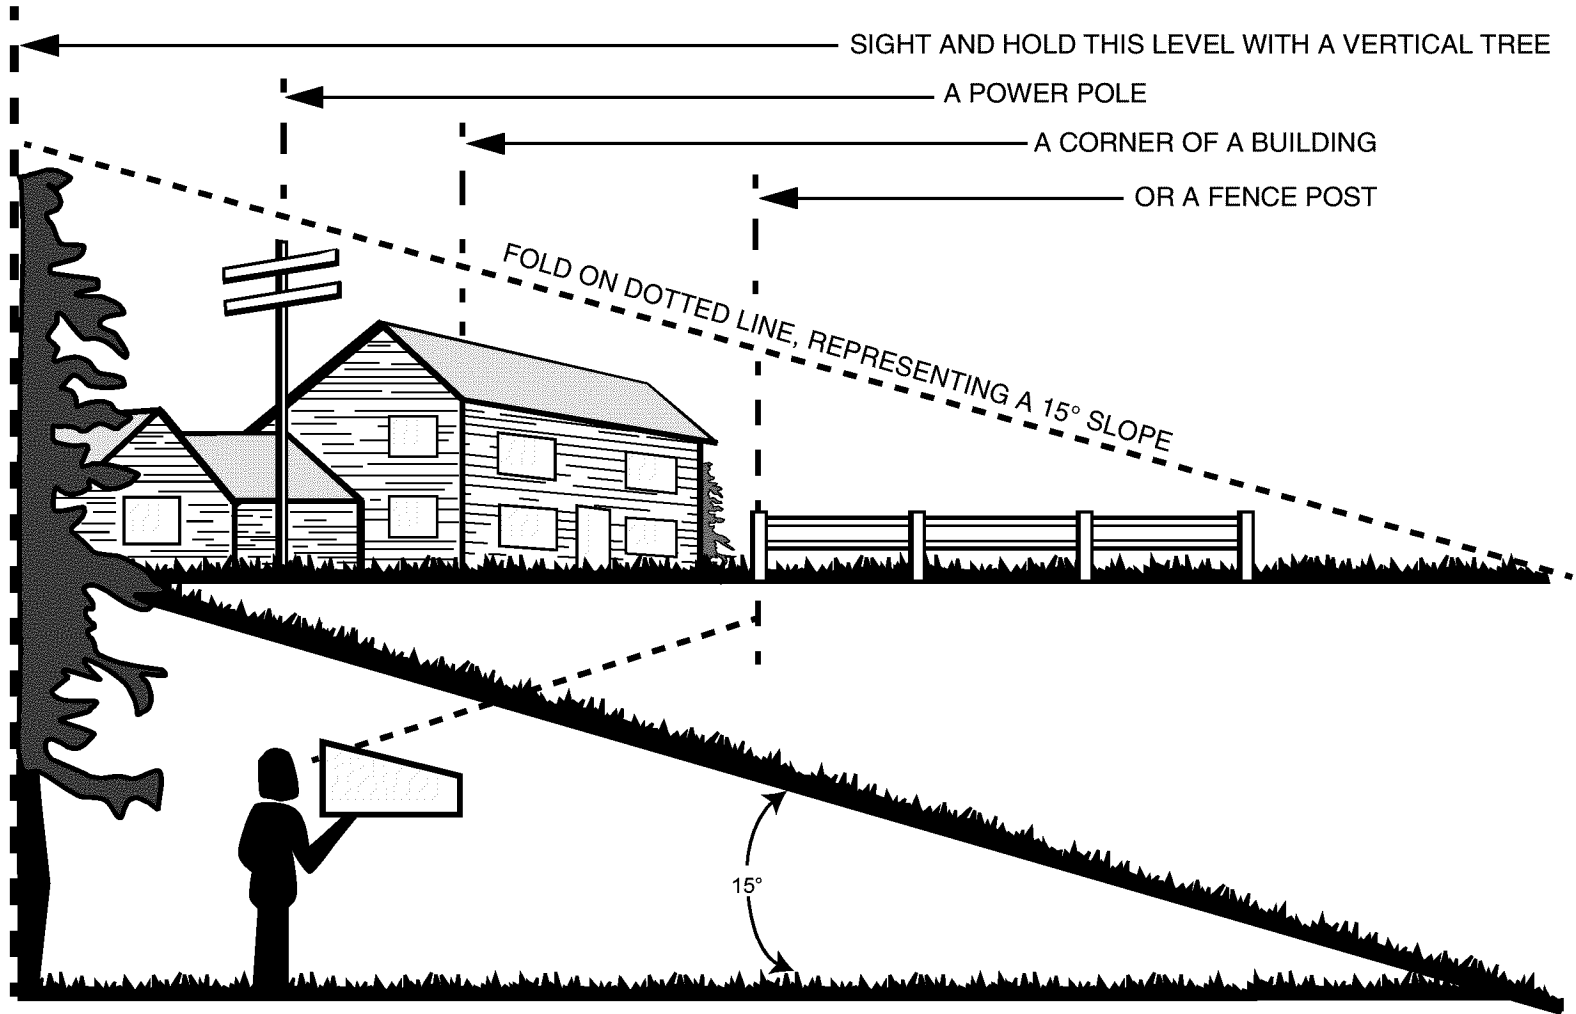 SIGHT AND HOLD THIS LEVEL WITH A VERTICAL TREE
A POWER POLE
A CORNER OF A BUILDING
OR A FENCE POST
FOLD ON DOTTED LINE, REPRESENTING A 15° SLOPE
15°